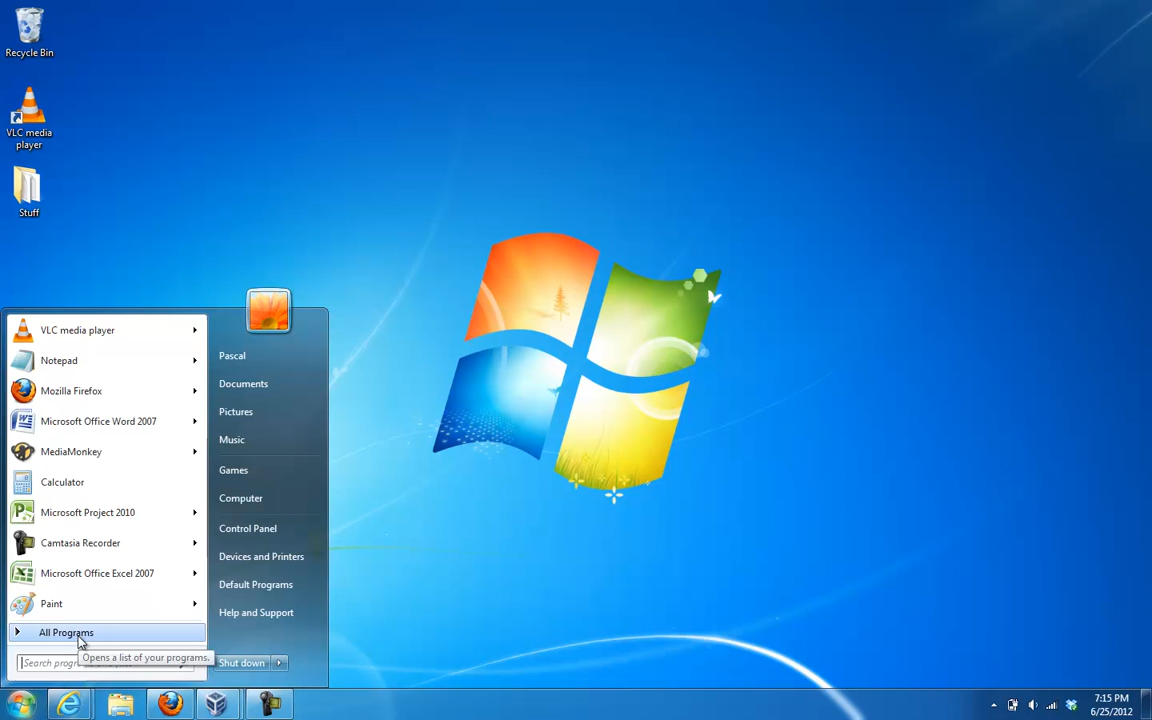 Recycle Bin
VLC media
player
Stuff
VLC media player
Notepad
Mozilla Firefox
Microsoft Office Word 2007
MediaMonkey
Calculator
Microsoft Project 2010
Camtasia Recorder
Microsoft Office Excel 2007
Paint
All Programs
Search progr
Opens a list of your programs.
Pascal
Documents
Pictures
Music
Games
Computer
Control Panel
Devices and Printers
Default Programs
Help and Support
Shut down
7:15 PM
6/25/2012